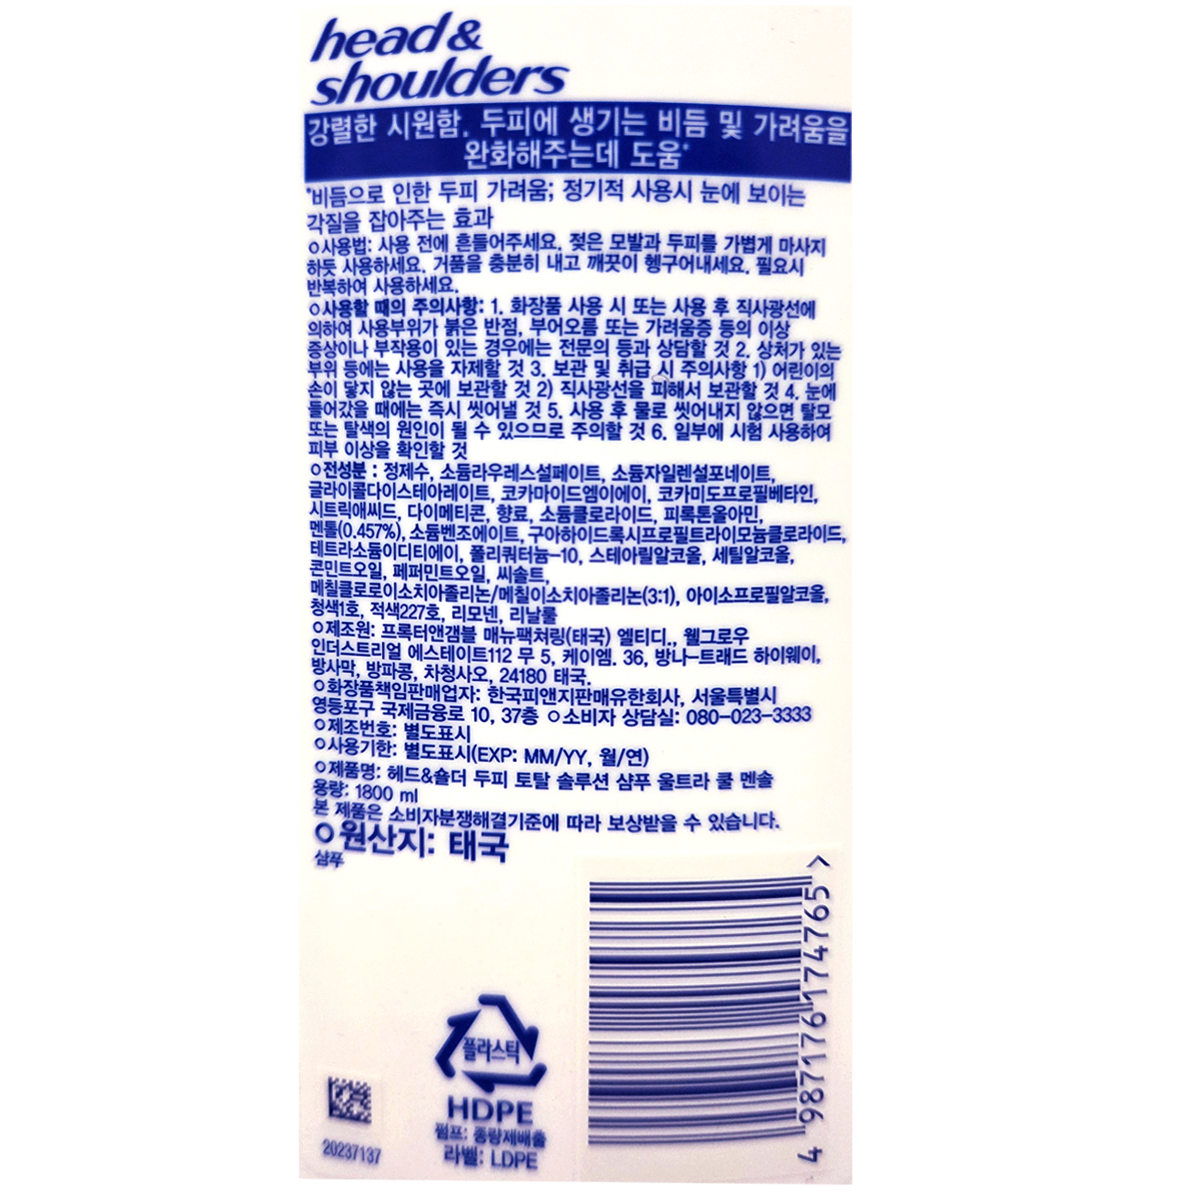 head &
shoulders
강렬한 시원함. 두피에 생기는 비듬 및 가려움을
완화해주는데 도움*
*비듬으로 인한 두피 가려움; 정기적 사용시 눈에 보이는
각질을 잡아주는 효과
○사용법: 사용 전에 흔들어주세요. 젖은 모발과 두피를 가볍게 마사지
하듯 사용하세요. 거품을 충분히 내고 깨끗이 헹구어내세요. 필요시
반복하여 사용하세요.
○사용할 때의 주의사항: 1. 화장품 사용 시 또는 사용 후 직사광선에
의하여 사용부위가 붉은 반점, 부어오름 또는 가려움증 등의 이상
증상이나 부작용이 있는 경우에는 전문의 등과 상담할 것 2. 상처가 있는
부위 등에는 사용을 자제할 것 3. 보관 및 취급 시 주의사항 1) 어린이의
손이 닿지 않는 곳에 보관할 것 2) 직사광선을 피해서 보관할 것 4. 눈에
들어갔을 때에는 즉시 씻어낼 것 5. 사용 후 물로 씻어내지 않으면 탈모
또는 탈색의 원인이 될 수 있으므로 주의할 것 6. 일부에 시험 사용하여
피부 이상을 확인할 것
○전성분 : 정제수, 소듐라우레스설페이트, 소듐자일렌설포네이트,
글라이콜다이스테아레이트, 코카마이드엠이에이, 코카미도프로필베타인,
시트릭애씨드, 다이메티콘, 향료, 소듐클로라이드, 피록톤올아민,
멘톨(0.457%), 소듐벤조에이트, 구아하이드록시프로필트라이모늄클로라이드,
테트라소듐이디티에이, 폴리쿼터늄-10, 스테아릴알코올, 세틸알코올,
콘민트오일, 페퍼민트오일, 씨솔트,
메칠클로로이소치아졸리논/메칠이소치아졸리논(3:1), 아이소프로필알코올,
청색1호, 적색227호, 리모넨, 리날룰
○제조원: 프록터앤갬블 매뉴팩쳐링(태국) 엘티디., 웰그로우
인더스트리얼 에스테이트112 무 5, 케이엠. 36, 방나-트래드 하이웨이,
방사막, 방파콩, 차청사오, 24180 태국.
○화장품책임판매업자: 한국피앤지판매유한회사, 서울특별시
영등포구 국제금융로 10, 37층 ○소비자 상담실: 080-023-3333
○제조번호: 별도표시
○사용기한: 별도표시(EXP: MM/YY, 월/연)
○제품명: 헤드&숄더 두피 토탈 솔루션 샴푸 울트라 쿨 멘솔
용량: 1800 ml
본 제품은 소비자분쟁해결기준에 따라 보상받을 수 있습니다.
○원산지: 태국
샴푸
4 987176 174765 >
플라스틱
HDPE
펌프: 종량제배출
라벨: LDPE
20237137